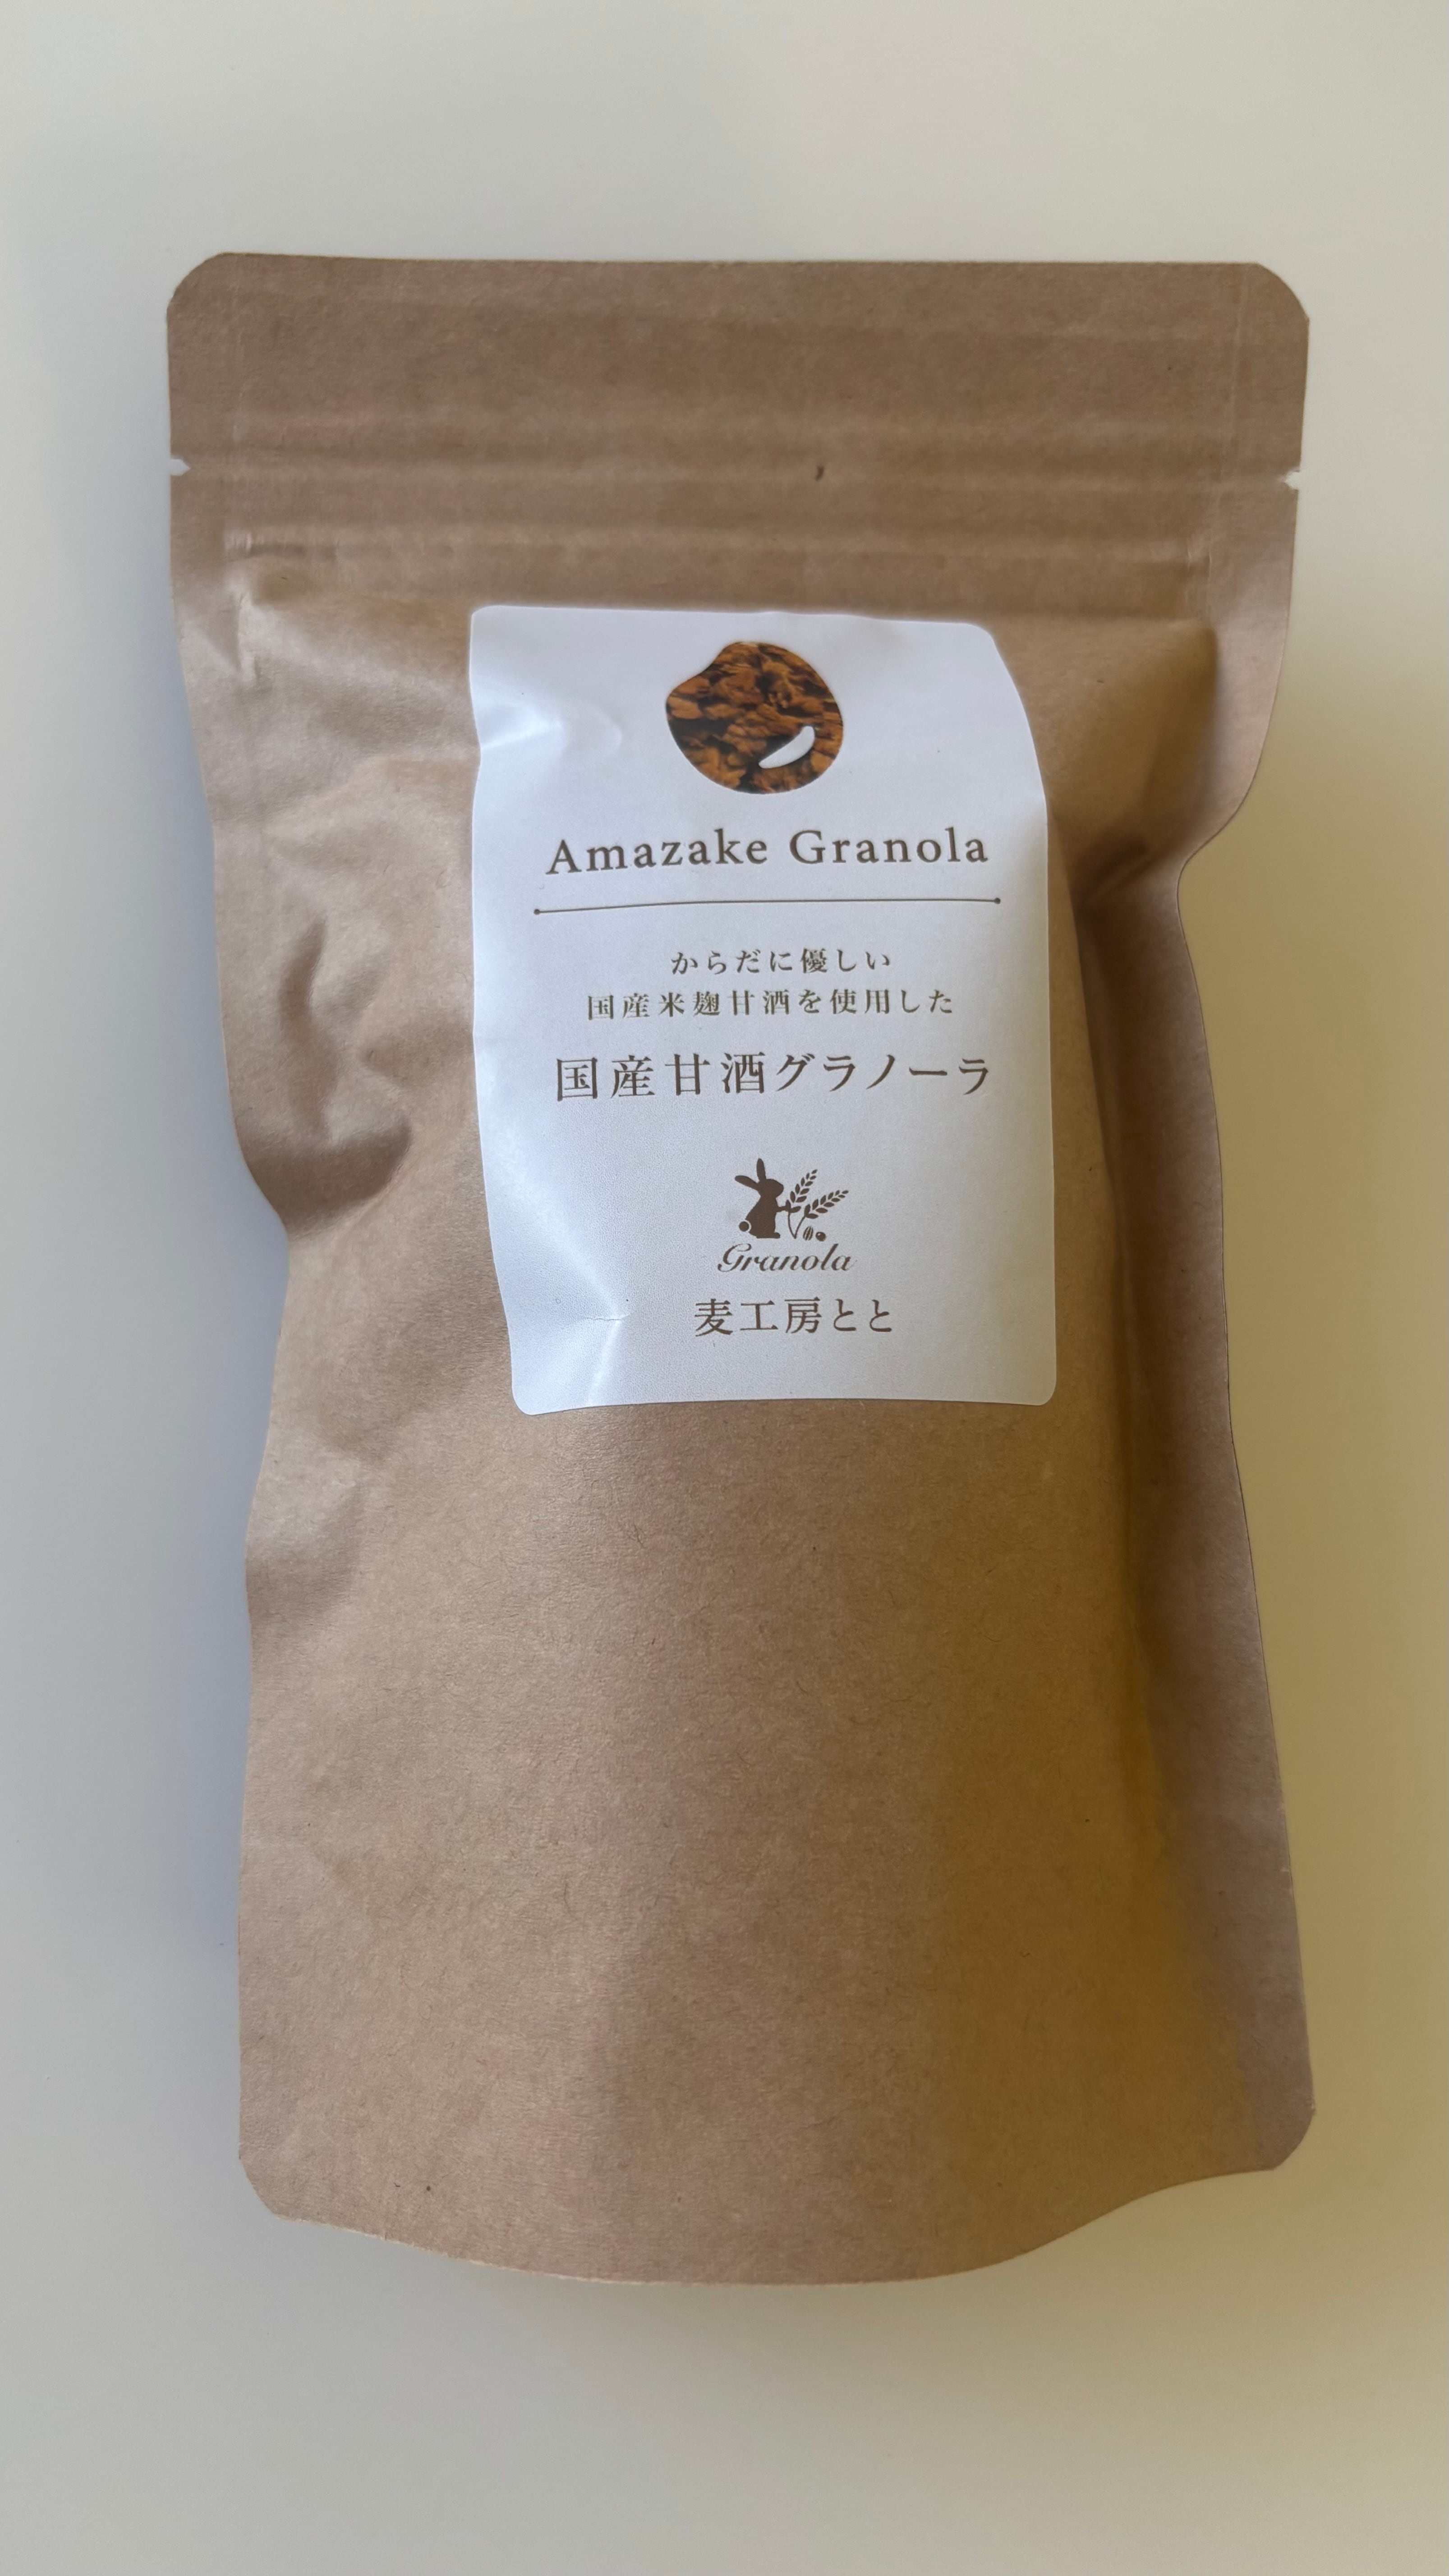 Amazake Granola
からだに優しい
国産米麹甘酒を使用した
国産甘酒グラノーラ
Granola
麦工房とと